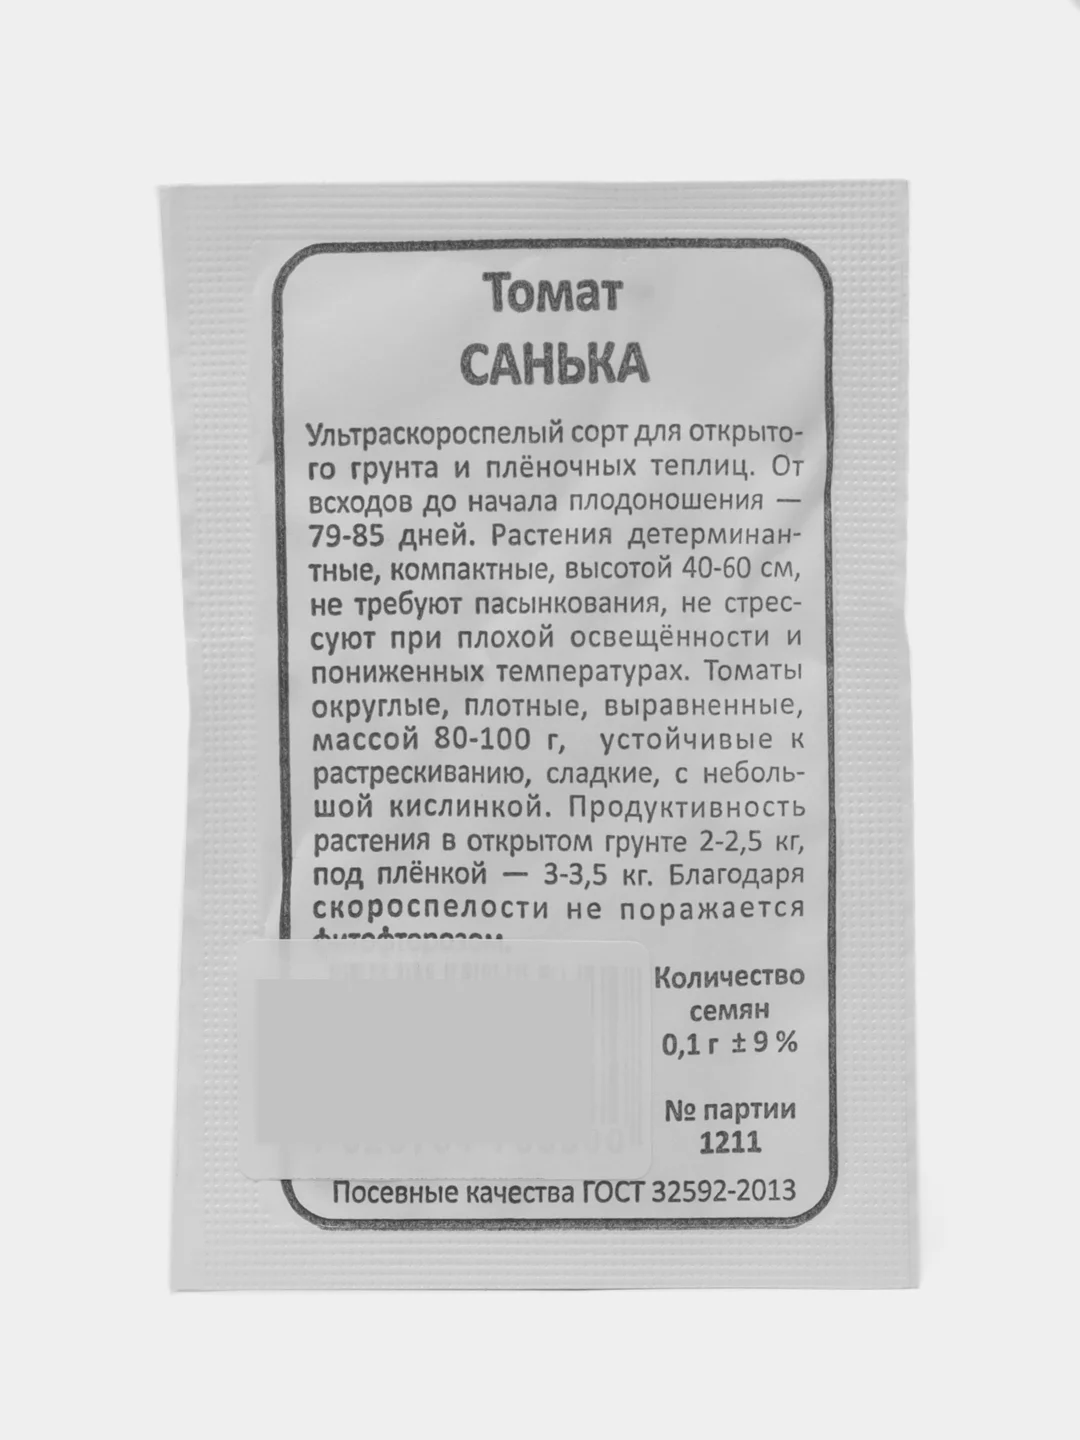 Томат
САНЬКА
Ультраскороспелый сорт для открыто-
го грунта и плёночных теплиц. От
всходов до начала плодоношения —
79-85 дней. Растения детерминан-
тные, компактные, высотой 40-60 см,
не требуют пасынкования, не стрес-
суют при плохой освещённости и
пониженных температурах. Томаты
округлые, плотные, выравненные,
массой 80-100 г, устойчивые к
растрескиванию, сладкие, с неболь-
шой кислинкой. Продуктивность
растения в открытом грунте 2-2,5 кг,
под плёнкой — 3-3,5 кг. Благодаря
скороспелости не поражается
фитофторозом.
Количество
семян
0,1 г ± 9 %
№ партии
1211
Посевные качества ГОСТ 32592-2013